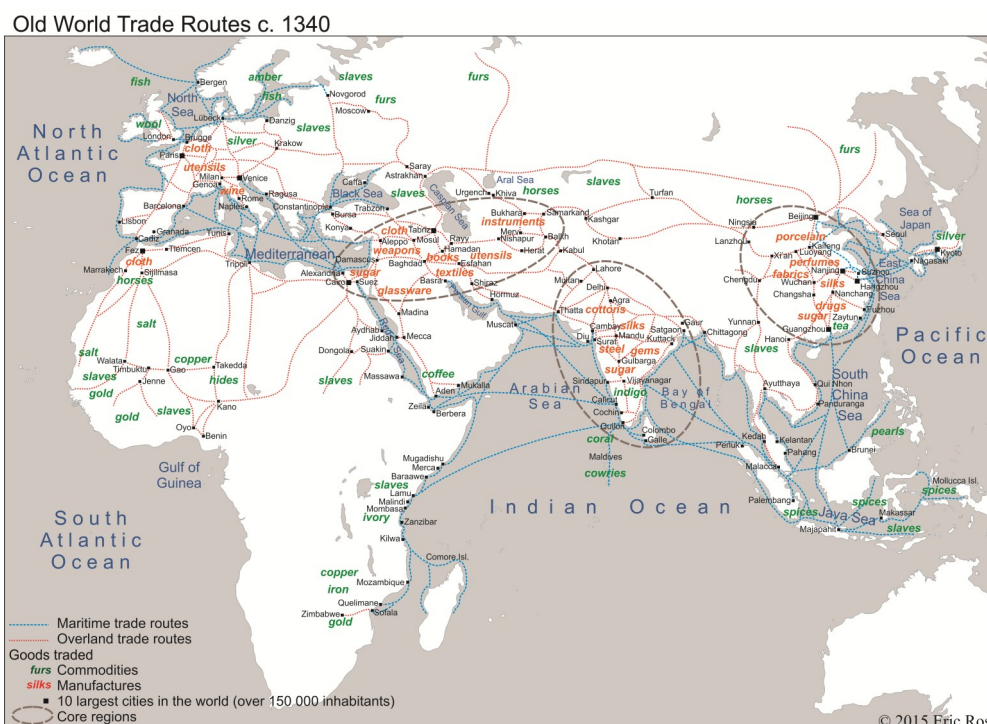 Old World Trade Routes c. 1340
fish
Bergen
amber
slaves
furs
fish
Novgorod
furs
Moscow
North
Sea
Lübeck
Danzig
wool
slaves
London
Brugge
silver
Krakow
North
Atlantic
Ocean
Paris
cloth
utensils
Saray
Astrakhan
furs
Milan
Venice
Genoa
wine
Caffa
slaves
Aral Sea
Urgench
Khiva
horses
slaves
Turfan
horses
Beijing
Sea of
Japan
Barcelona
Rome
Ragusa
Black Sea
Caspian Sea
Naples
Constantinople
Trabzon
Bursa
Bukhara
Samarkand
instruments
Kashgar
Ningsia
Seoul
silver
Lisbon
Granada
Cadiz
Tunis
Konya
cloth
Tabriz
Merv
Balkh
Khotan
Lanzhou
porcelain
Kaifeng
Kyoto
Fez
Tlemcen
Mediterranean
Aleppo
Mosul
Rayy
Nishapur
Xi'an
Luoyang
Nagasaki
cloth
weapons
Hamadan
Herat
Kabul
perfumes
East
Damascus
books
utensils
Nanjing
Suzhou
China
Marrakech
Sijilmasa
Tripoli
Alexandria
sugar
Baghdad
Esfahan
Lahore
Chengdu
fabrics
Hangzhou
Sea
horses
Cairo
Suez
Basra
textiles
Shiraz
Multan
Delhi
Wuchan
silks
glassware
Persian Gulf
Hormuz
Changsha
Nanchang
Agra
drugs
Fuzhou
Madina
Thatta
cottons
Yunnan
sugar
Zaytun
salt
Muscat
Cambay
silks
Gaur
Guangzhou
tea
Pacific
Ocean
Aydhab
Jiddah
Mecca
Diu
Mandu
Satgaon
Chittagong
Hanoi
Dongola
Suakin
Red Sea
Surat
Kuttack
slaves
salt
Walata
copper
steel
gems
Timbuktu
Gao
Takedda
Gulbarga
slaves
Jenne
hides
slaves
Massawa
coffee
Mukalla
Arabian
Sea
sugar
Ayutthaya
Qui Nhon
South
China
Sea
gold
Aden
Sindapur
Vijayanagar
Bay of
Bengal
gold
slaves
Kano
Zeila
Berbera
indigo
Panduranga
Calicut
Oyo
Cochin
Benin
Quilon
Colombo
Galle
Perluk
Kedah
Kelantan
pearls
coral
Pahang
Brunei
Gulf of
Guinea
Mugadishu
Merca
Maldives
Malacca
Baraawe
cowries
Mollucca Isl.
slaves
Lamu
Palembang
spices
South
Atlantic
Ocean
Malindi
Mombasa
Indian Ocean
spices
Makassar
ivory
Zanzibar
spices
Jaya Sea
Majapahit
slaves
Kilwa
Comore Isl.
copper
Mozambique
iron
Quelimane
Zimbabwe
Sofala
gold
Maritime trade routes
Overland trade routes
Goods traded
furs Commodities
silks Manufactures
10 largest cities in the world (over 150 000 inhabitants)
Core regions
© 2015 Eric Ros